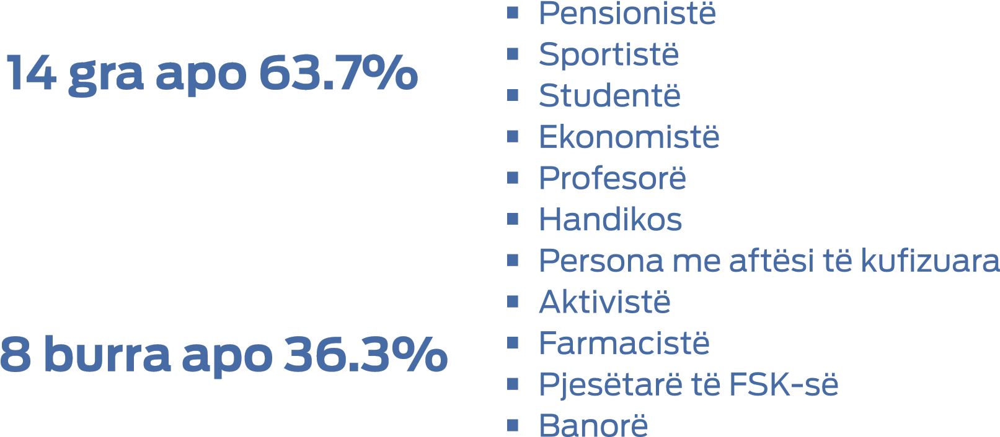 14 gra apo 63.7%
8 burra apo 36.3%
▪ Pensionistë
▪ Sportistë
▪ Studentë
▪ Ekonomistë
▪ Profesorë
▪ Handikos
▪ Persona me aftësi të kufizuara
▪ Aktivistë
▪ Farmacistë
▪ Pjesëtarë të FSK-së
▪ Banorë